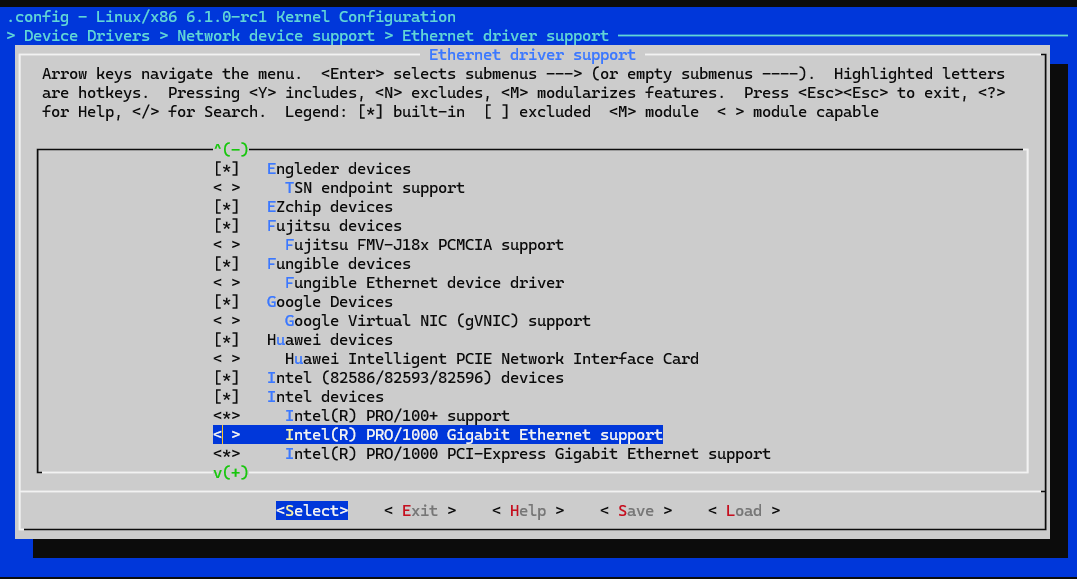 .config - Linux/x86 6.1.0-rc1 Kernel Configuration
> Device Drivers > Network device support > Ethernet driver support
Ethernet driver support
Arrow keys navigate the menu.  <Enter> selects submenus ---> (or empty submenus ----).  Highlighted letters
are hotkeys.  Pressing <Y> includes, <N> excludes, <M> modularizes features.  Press <Esc><Esc> to exit, <?>
for Help, </> for Search.  Legend: [*] built-in  [ ] excluded  <M> module  < > module capable
^(-)
[*]   Engleder devices
< >     TSN endpoint support
[*]   EZchip devices
[*]   Fujitsu devices
< >     Fujitsu FMV-J18x PCMCIA support
[*]   Fungible devices
< >     Fungible Ethernet device driver
[*]   Google Devices
< >     Google Virtual NIC (gVNIC) support
[*]   Huawei devices
< >     Huawei Intelligent PCIE Network Interface Card
[*]   Intel (82586/82593/82596) devices
[*]   Intel devices
<*>     Intel(R) PRO/100+ support
< >     Intel(R) PRO/1000 Gigabit Ethernet support
<*>     Intel(R) PRO/1000 PCI-Express Gigabit Ethernet support
v(+)
<Select>    < Exit >    < Help >    < Save >    < Load >